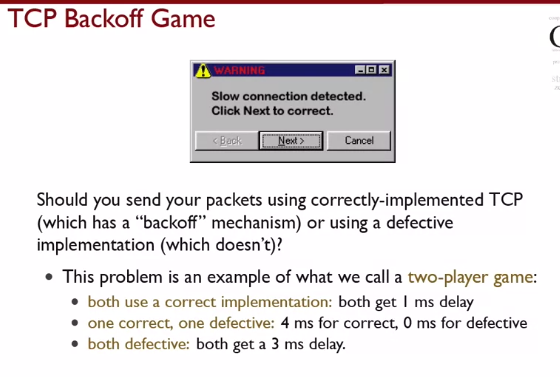 TCP Backoff Game
WARNING
Slow connection detected.
Click Next to correct.
< Back
Next >
Cancel
Should you send your packets using correctly-implemented TCP
(which has a "backoff" mechanism) or using a defective
implementation (which doesn't)?
• This problem is an example of what we call a two-player game:
• both use a correct implementation: both get 1 ms delay
• one correct, one defective: 4 ms for correct, 0 ms for defective
• both defective: both get a 3 ms delay.